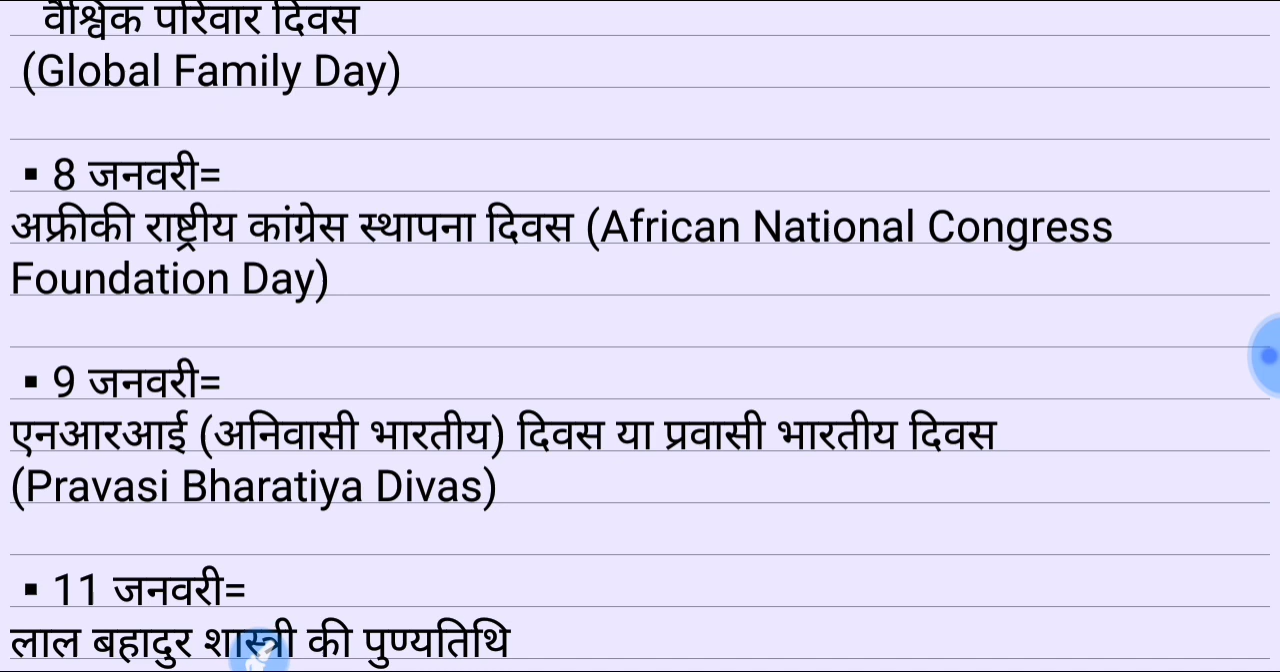 वैश्विक परिवार दिवस
(Global Family Day)
▪ 8 जनवरी=
अफ्रीकी राष्ट्रीय कांग्रेस स्थापना दिवस (African National Congress
Foundation Day)
▪ 9 जनवरी=
एनआरआई (अनिवासी भारतीय) दिवस या प्रवासी भारतीय दिवस
(Pravasi Bharatiya Divas)
▪ 11 जनवरी=
लाल बहादुर शास्त्री की पुण्यतिथि